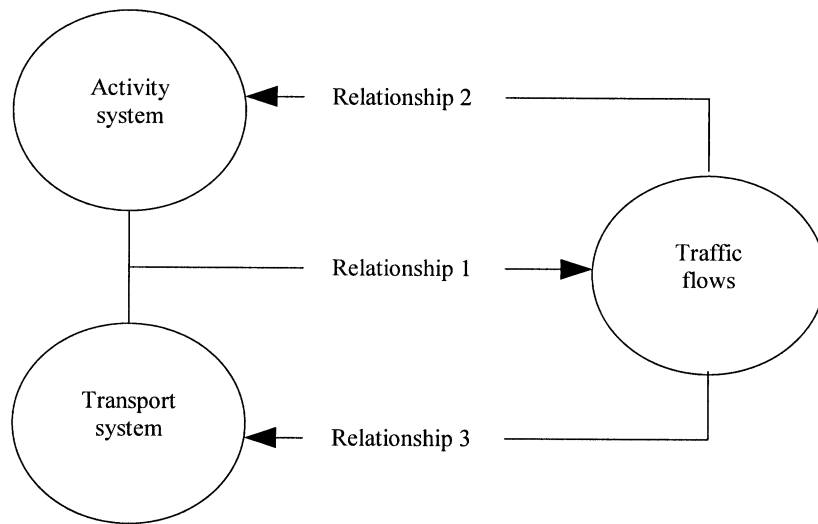 Activity
system
Relationship 2
Traffic
flows
Relationship 1
Transport
system
Relationship 3